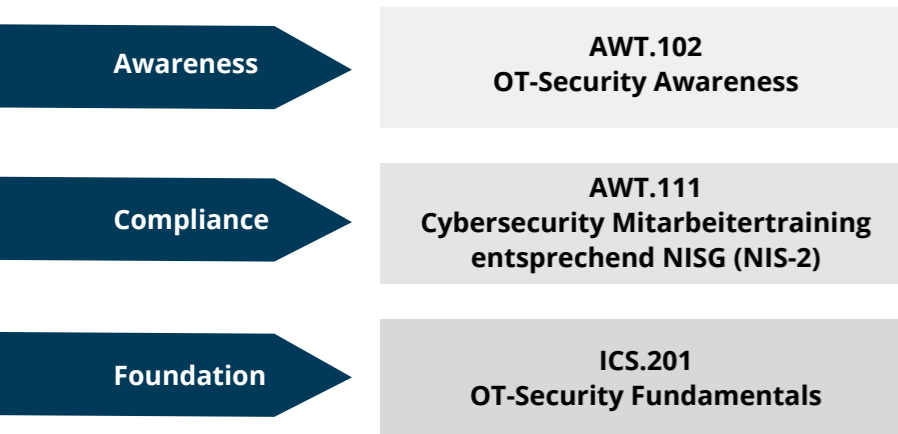 Awareness
AWT.102
OT-Security Awareness
Compliance
AWT.111
Cybersecurity Mitarbeitertraining
entsprechend NISG (NIS-2)
Foundation
ICS.201
OT-Security Fundamentals